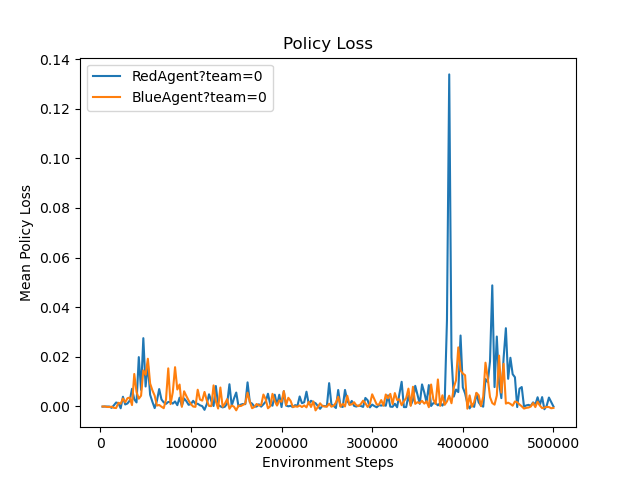 Policy Loss
RedAgent?team=0
BlueAgent?team=0
Mean Policy Loss
0.14
0.12
0.10
0.08
0.06
0.04
0.02
0.00
0 100000 200000 300000 400000 500000
Environment Steps